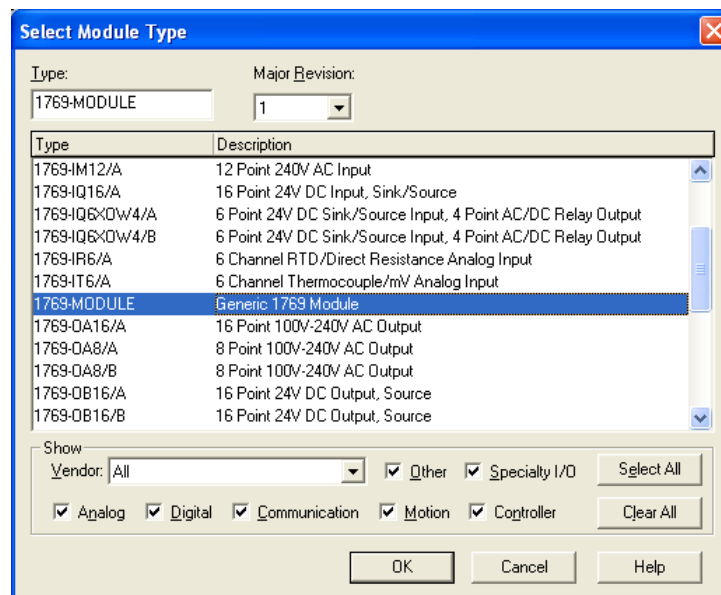 Select Module Type
Type: Major Revision:
1769-MODULE 1
Type Description
1769-IM12/A 12 Point 240V AC Input
1769-IQ16/A 16 Point 24V DC Input, Sink/Source
1769-IQ6XOW4/A 6 Point 24V DC Sink/Source Input, 4 Point AC/DC Relay Output
1769-IQ6XOW4/B 6 Point 24V DC Sink/Source Input, 4 Point AC/DC Relay Output
1769-IR6/A 6 Channel RTD/Direct Resistance Analog Input
1769-IT6/A 6 Channel Thermocouple/mV Analog Input
1769-MODULE Generic 1769 Module
1769-OA16/A 16 Point 100V-240V AC Output
1769-OA8/A 8 Point 100V-240V AC Output
1769-OA8/B 8 Point 100V-240V AC Output
1769-OB16/A 16 Point 24V DC Output, Source
1769-OB16/B 16 Point 24V DC Output, Source
Show
Vendor: All Other Specialty I/O Select All
Analog Digital Communication Motion Controller Clear All
OK Cancel Help